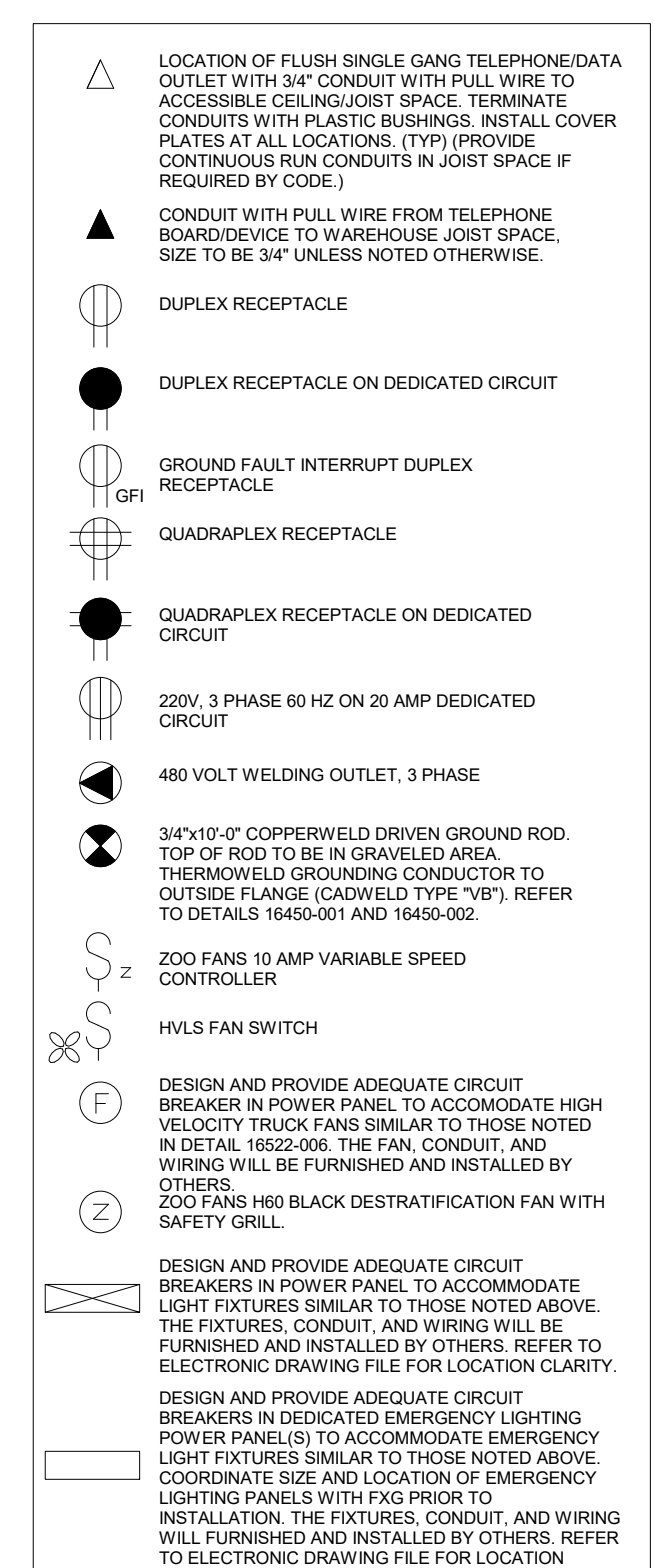 LOCATION OF FLUSH SINGLE GANG TELEPHONE/DATA
OUTLET WITH 3/4" CONDUIT WITH PULL WIRE TO
ACCESSIBLE CEILING/JOIST SPACE. TERMINATE
CONDUITS WITH PLASTIC BUSHINGS. INSTALL COVER
PLATES AT ALL LOCATIONS. (TYP) (PROVIDE
CONTINUOUS RUN CONDUITS IN JOIST SPACE IF
REQUIRED BY CODE.)
CONDUIT WITH PULL WIRE FROM TELEPHONE
BOARD/DEVICE TO WAREHOUSE JOIST SPACE,
SIZE TO BE 3/4" UNLESS NOTED OTHERWISE.
DUPLEX RECEPTACLE
DUPLEX RECEPTACLE ON DEDICATED CIRCUIT
GROUND FAULT INTERRUPT DUPLEX
RECEPTACLE
GFI
QUADRAPLEX RECEPTACLE
QUADRAPLEX RECEPTACLE ON DEDICATED
CIRCUIT
220V, 3 PHASE 60 HZ ON 20 AMP DEDICATED
CIRCUIT
480 VOLT WELDING OUTLET, 3 PHASE
3/4"x10'-0" COPPERWELD DRIVEN GROUND ROD.
TOP OF ROD TO BE IN GRAVELED AREA.
THERMOWELD GROUNDING CONDUCTOR TO
OUTSIDE FLANGE (CADWELD TYPE "VB"). REFER
TO DETAILS 16450-001 AND 16450-002.
S Z
ZOO FANS 10 AMP VARIABLE SPEED
CONTROLLER
S
HVLS FAN SWITCH
F
DESIGN AND PROVIDE ADEQUATE CIRCUIT
BREAKER IN POWER PANEL TO ACCOMODATE HIGH
VELOCITY TRUCK FANS SIMILAR TO THOSE NOTED
IN DETAIL 16522-006. THE FAN, CONDUIT, AND
WIRING WILL BE FURNISHED AND INSTALLED BY
OTHERS.
Z
ZOO FANS H60 BLACK DESTRATIFICATION FAN WITH
SAFETY GRILL.
DESIGN AND PROVIDE ADEQUATE CIRCUIT
BREAKERS IN POWER PANEL TO ACCOMMODATE
LIGHT FIXTURES SIMILAR TO THOSE NOTED ABOVE.
THE FIXTURES, CONDUIT, AND WIRING WILL BE
FURNISHED AND INSTALLED BY OTHERS. REFER TO
ELECTRONIC DRAWING FILE FOR LOCATION CLARITY.
DESIGN AND PROVIDE ADEQUATE CIRCUIT
BREAKERS IN DEDICATED EMERGENCY LIGHTING
POWER PANEL(S) TO ACCOMMODATE EMERGENCY
LIGHT FIXTURES SIMILAR TO THOSE NOTED ABOVE.
COORDINATE SIZE AND LOCATION OF EMERGENCY
LIGHTING PANELS WITH FXG PRIOR TO
INSTALLATION. THE FIXTURES, CONDUIT, AND WIRING
WILL FURNISHED AND INSTALLED BY OTHERS. REFER
TO ELECTRONIC DRAWING FILE FOR LOCATION